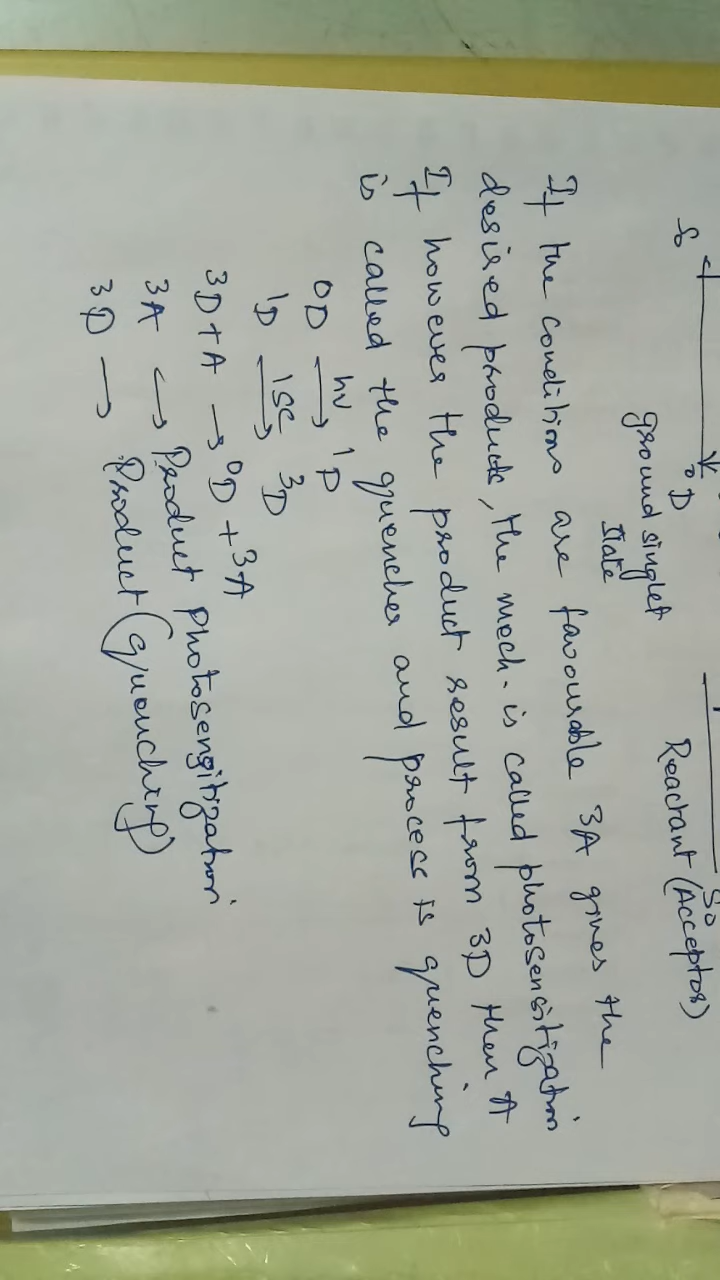 S₀
⁰D
S₀
ground singlet
state
Reactant (Acceptor)
If the conditions are favourable 3A gives the
desired products, the mech. is called photosensitization
If however the product result from 3D then A
is called the quencher and process is quenching
⁰D —hν→ ¹D
¹D —ISC→ ³D
³D + A → ⁰D + ³A
³A → Product photosensitization
³D → Product (quenching)